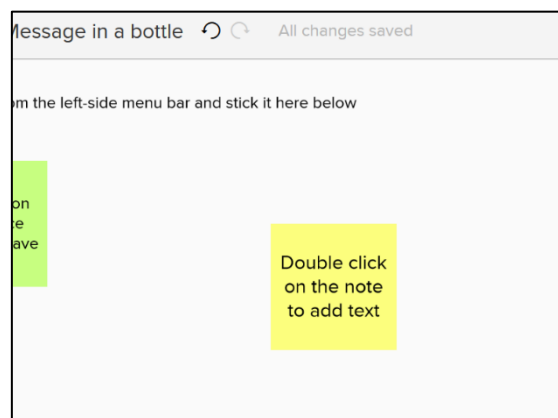 Message in a bottle All changes saved
om the left-side menu bar and stick it here below
on
ce
ave
Double click
on the note
to add text